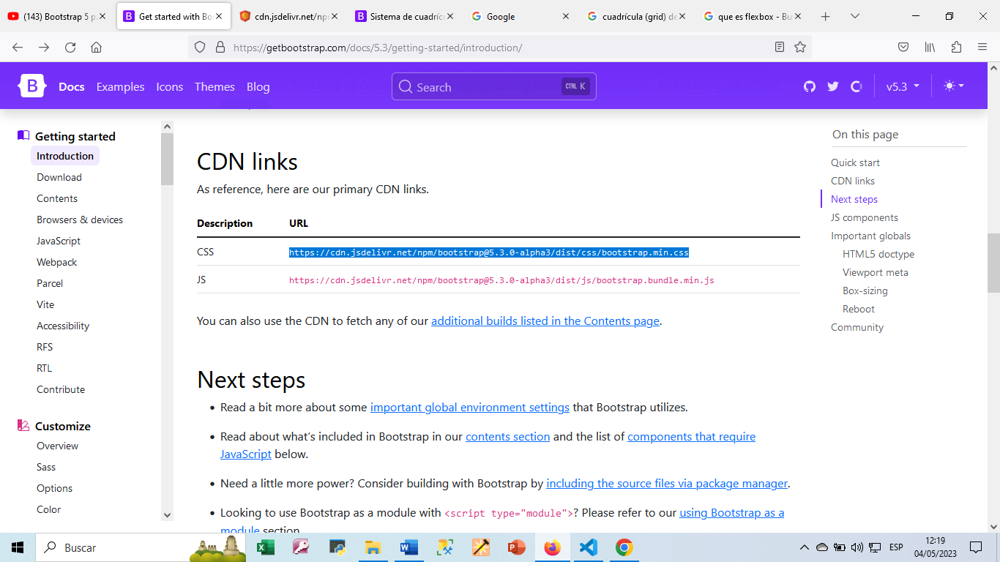 (143) Bootstrap 5 p
Get started with Bo
cdn.jsdelivr.net/np
Sistema de cuadríc
Google
cuadrícula (grid) de
que es flexbox - Bu
https://getbootstrap.com/docs/5.3/getting-started/introduction/
B Docs Examples Icons Themes Blog
Search CTRL K
v5.3
Getting started
Introduction
Download
Contents
Browsers & devices
JavaScript
Webpack
Parcel
Vite
Accessibility
RFS
RTL
Contribute
Customize
Overview
Sass
Options
Color
CDN links
As reference, here are our primary CDN links.
Description URL
CSS https://cdn.jsdelivr.net/npm/bootstrap@5.3.0-alpha3/dist/css/bootstrap.min.css
JS https://cdn.jsdelivr.net/npm/bootstrap@5.3.0-alpha3/dist/js/bootstrap.bundle.min.js
You can also use the CDN to fetch any of our additional builds listed in the Contents page.
Next steps
• Read a bit more about some important global environment settings that Bootstrap utilizes.
• Read about what's included in Bootstrap in our contents section and the list of components that require
JavaScript below.
• Need a little more power? Consider building with Bootstrap by including the source files via package manager.
• Looking to use Bootstrap as a module with <script type="module">? Please refer to our using Bootstrap as a
module section.
On this page
Quick start
CDN links
Next steps
JS components
Important globals
HTML5 doctype
Viewport meta
Box-sizing
Reboot
Community
Buscar
ESP
12:19
04/05/2023